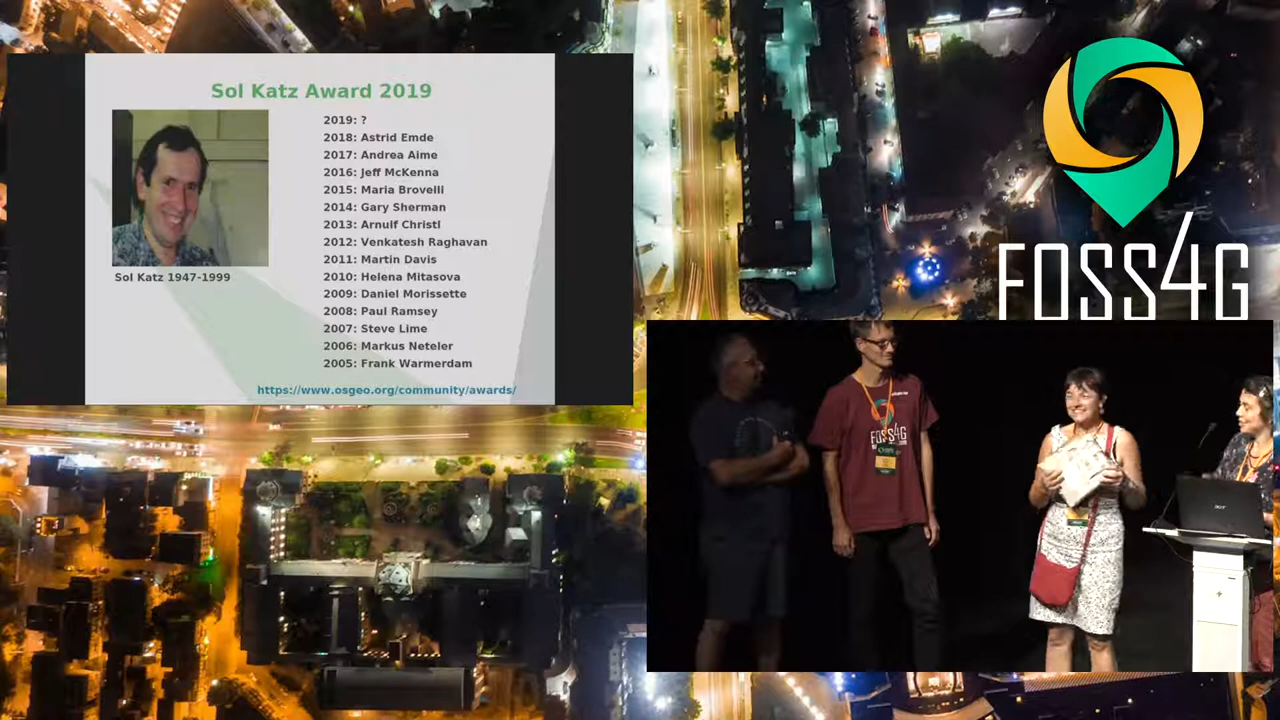 Sol Katz Award 2019
2019: ?
2018: Astrid Emde
2017: Andrea Aime
2016: Jeff McKenna
2015: Maria Brovelli
2014: Gary Sherman
2013: Arnulf Christl
2012: Venkatesh Raghavan
2011: Martin Davis
2010: Helena Mitasova
2009: Daniel Morissette
2008: Paul Ramsey
2007: Steve Lime
2006: Markus Neteler
2005: Frank Warmerdam
Sol Katz 1947-1999
https://www.osgeo.org/community/awards/
FOSS4G
FOSS4G
acer